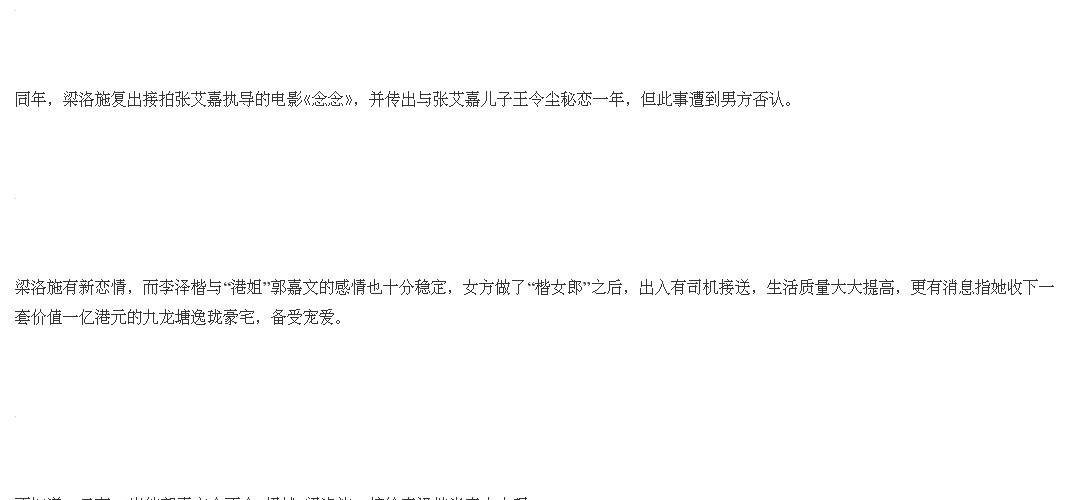 同年，梁洛施复出接拍张艾嘉执导的电影《念念》，并传出与张艾嘉儿子王令尘秘恋一年，但此事遭到男方否认。
梁洛施有新恋情，而李泽楷与“港姐”郭嘉文的感情也十分稳定，女方做了“楷女郎”之后，出入有司机接送，生活质量大大提高，更有消息指她收下一
套价值一亿港元的九龙塘逸珑豪宅，备受宠爱。